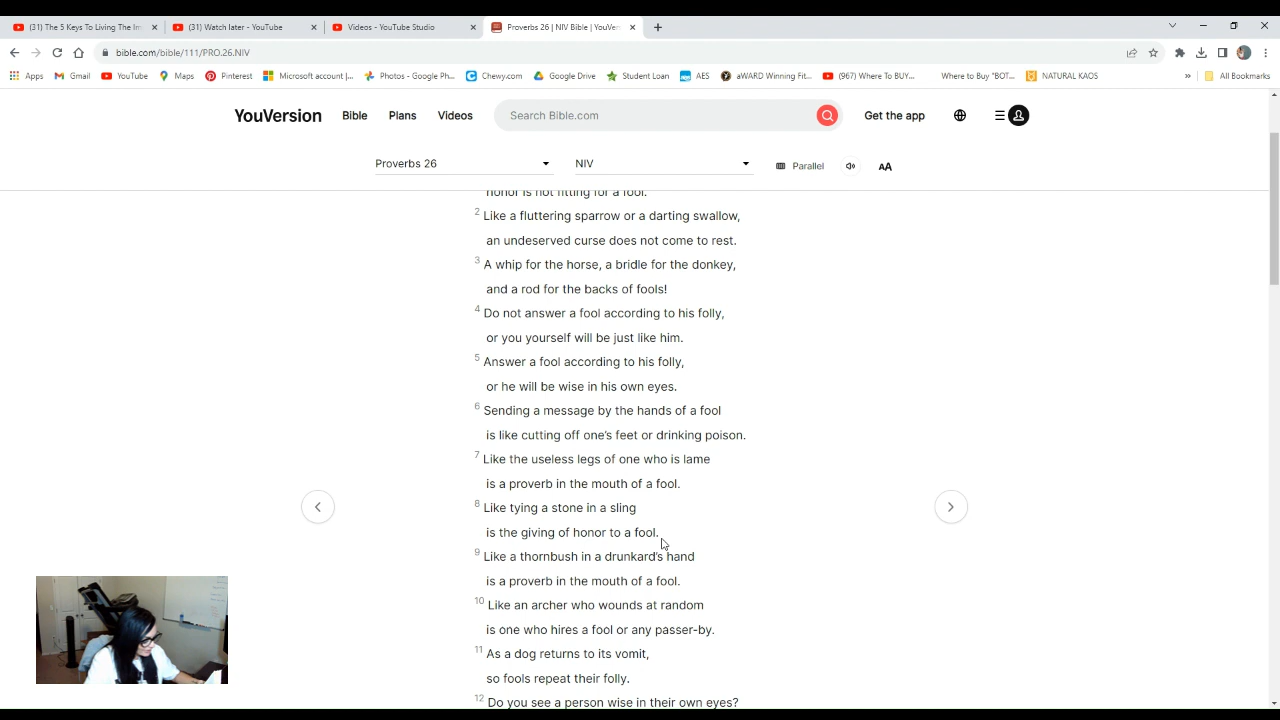 (31) The 5 Keys To Living The Im
(31) Watch later - YouTube
Videos - YouTube Studio
Proverbs 26 | NIV Bible | YouVer
bible.com/bible/111/PRO.26.NIV
Apps
Gmail
YouTube
Maps
Pinterest
Microsoft account |...
Photos - Google Ph...
Chewy.com
Google Drive
Student Loan
AES
aWARD Winning Fit...
(967) Where To BUY...
Where to Buy "BOT...
NATURAL KAOS
»
All Bookmarks
YouVersion
Bible
Plans
Videos
Search Bible.com
Get the app
Proverbs 26
NIV
Parallel
AA
honor is not fitting for a fool.
2 Like a fluttering sparrow or a darting swallow,
an undeserved curse does not come to rest.
3 A whip for the horse, a bridle for the donkey,
and a rod for the backs of fools!
4 Do not answer a fool according to his folly,
or you yourself will be just like him.
5 Answer a fool according to his folly,
or he will be wise in his own eyes.
6 Sending a message by the hands of a fool
is like cutting off one's feet or drinking poison.
7 Like the useless legs of one who is lame
is a proverb in the mouth of a fool.
8 Like tying a stone in a sling
is the giving of honor to a fool.
9 Like a thornbush in a drunkard's hand
is a proverb in the mouth of a fool.
10 Like an archer who wounds at random
is one who hires a fool or any passer-by.
11 As a dog returns to its vomit,
so fools repeat their folly.
12 Do you see a person wise in their own eyes?